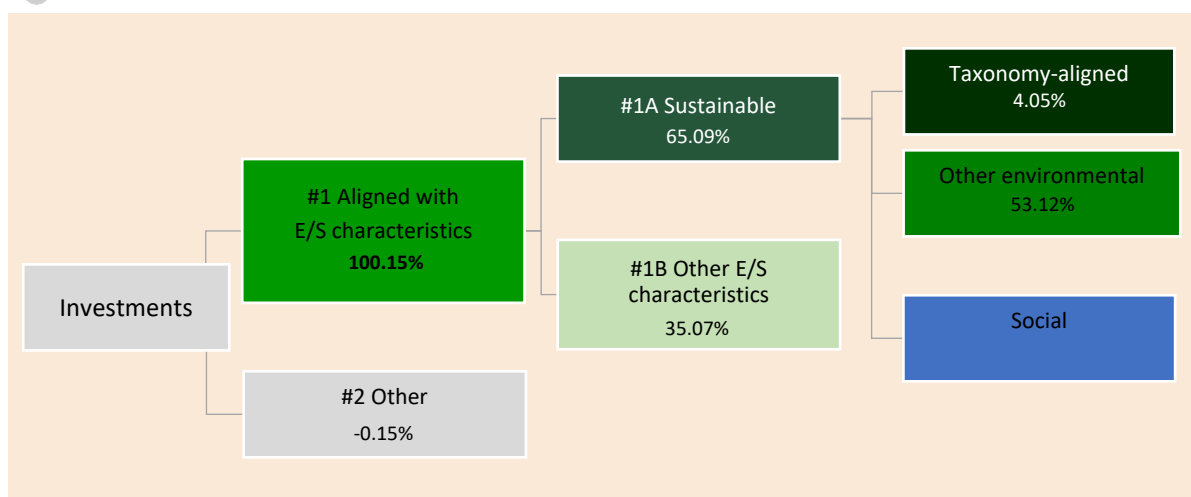 Investments
#1 Aligned with
E/S characteristics
100.15%
#2 Other
-0.15%
#1A Sustainable
65.09%
#1B Other E/S
characteristics
35.07%
Taxonomy-aligned
4.05%
Other environmental
53.12%
Social